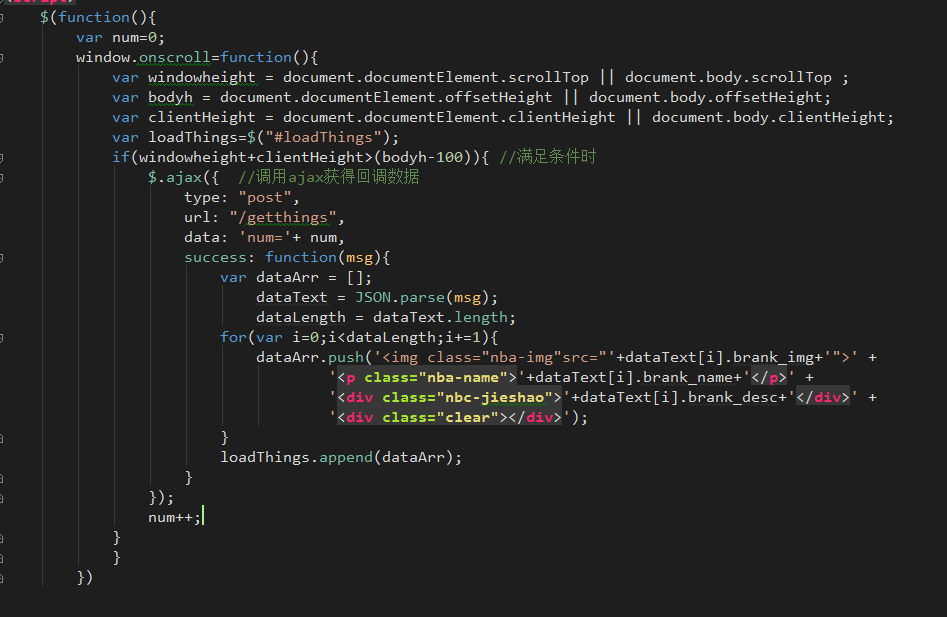 $(function(){
var num=0;
window.onscroll=function(){
var windowheight = document.documentElement.scrollTop || document.body.scrollTop ;
var bodyh = document.documentElement.offsetHeight || document.body.offsetHeight;
var clientHeight = document.documentElement.clientHeight || document.body.clientHeight;
var loadThings=$("#loadThings");
if(windowheight+clientHeight>(bodyh-100)){ //满足条件时
$.ajax({ //调用ajax获得回调数据
type: "post",
url: "/getthings",
data: 'num='+ num,
success: function(msg){
var dataArr = [];
dataText = JSON.parse(msg);
dataLength = dataText.length;
for(var i=0;i<dataLength;i+=1){
dataArr.push('<img class="nba-img"src="'+dataText[i].brank_img+'">' +
'<p class="nba-name">'+dataText[i].brank_name+'</p>' +
'<div class="nbc-jieshao">'+dataText[i].brank_desc+'</div>' +
'<div class="clear"></div>');
}
loadThings.append(dataArr);
}
});
num++;
}
}
})